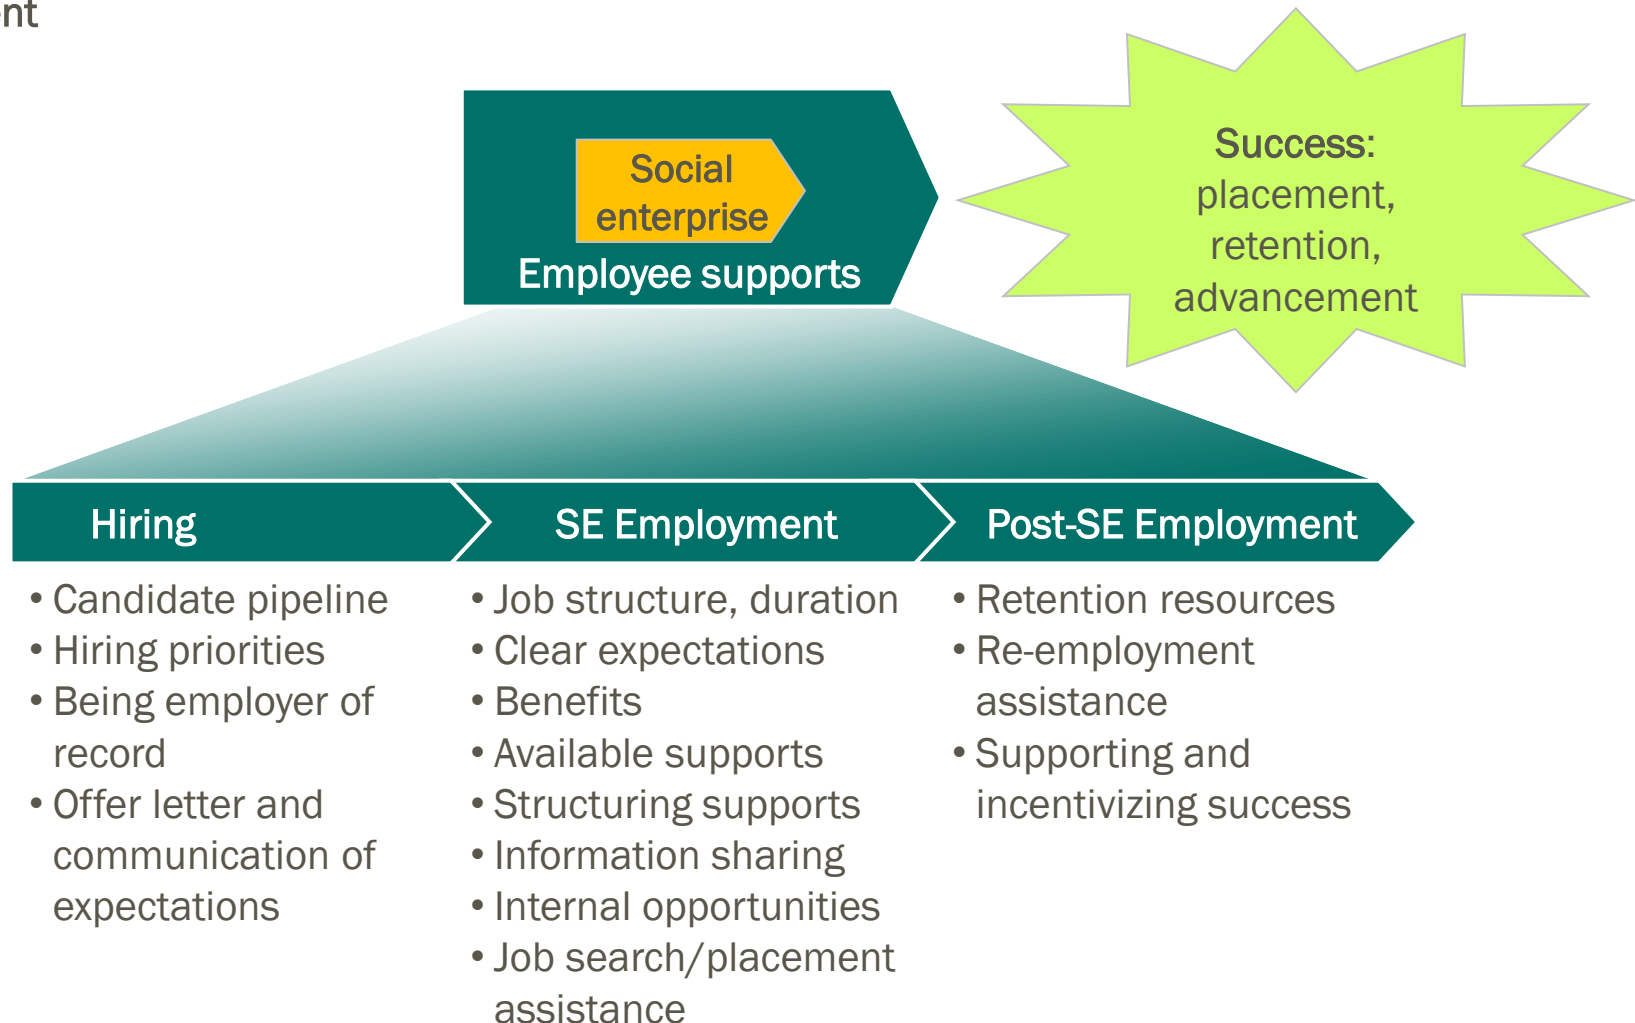 Social
enterprise
Employee supports
Success:
placement,
retention,
advancement
Hiring
SE Employment
Post-SE Employment
• Candidate pipeline
• Hiring priorities
• Being employer of
record
• Offer letter and
communication of
expectations
• Job structure, duration
• Clear expectations
• Benefits
• Available supports
• Structuring supports
• Information sharing
• Internal opportunities
• Job search/placement
assistance
• Retention resources
• Re-employment
assistance
• Supporting and
incentivizing success